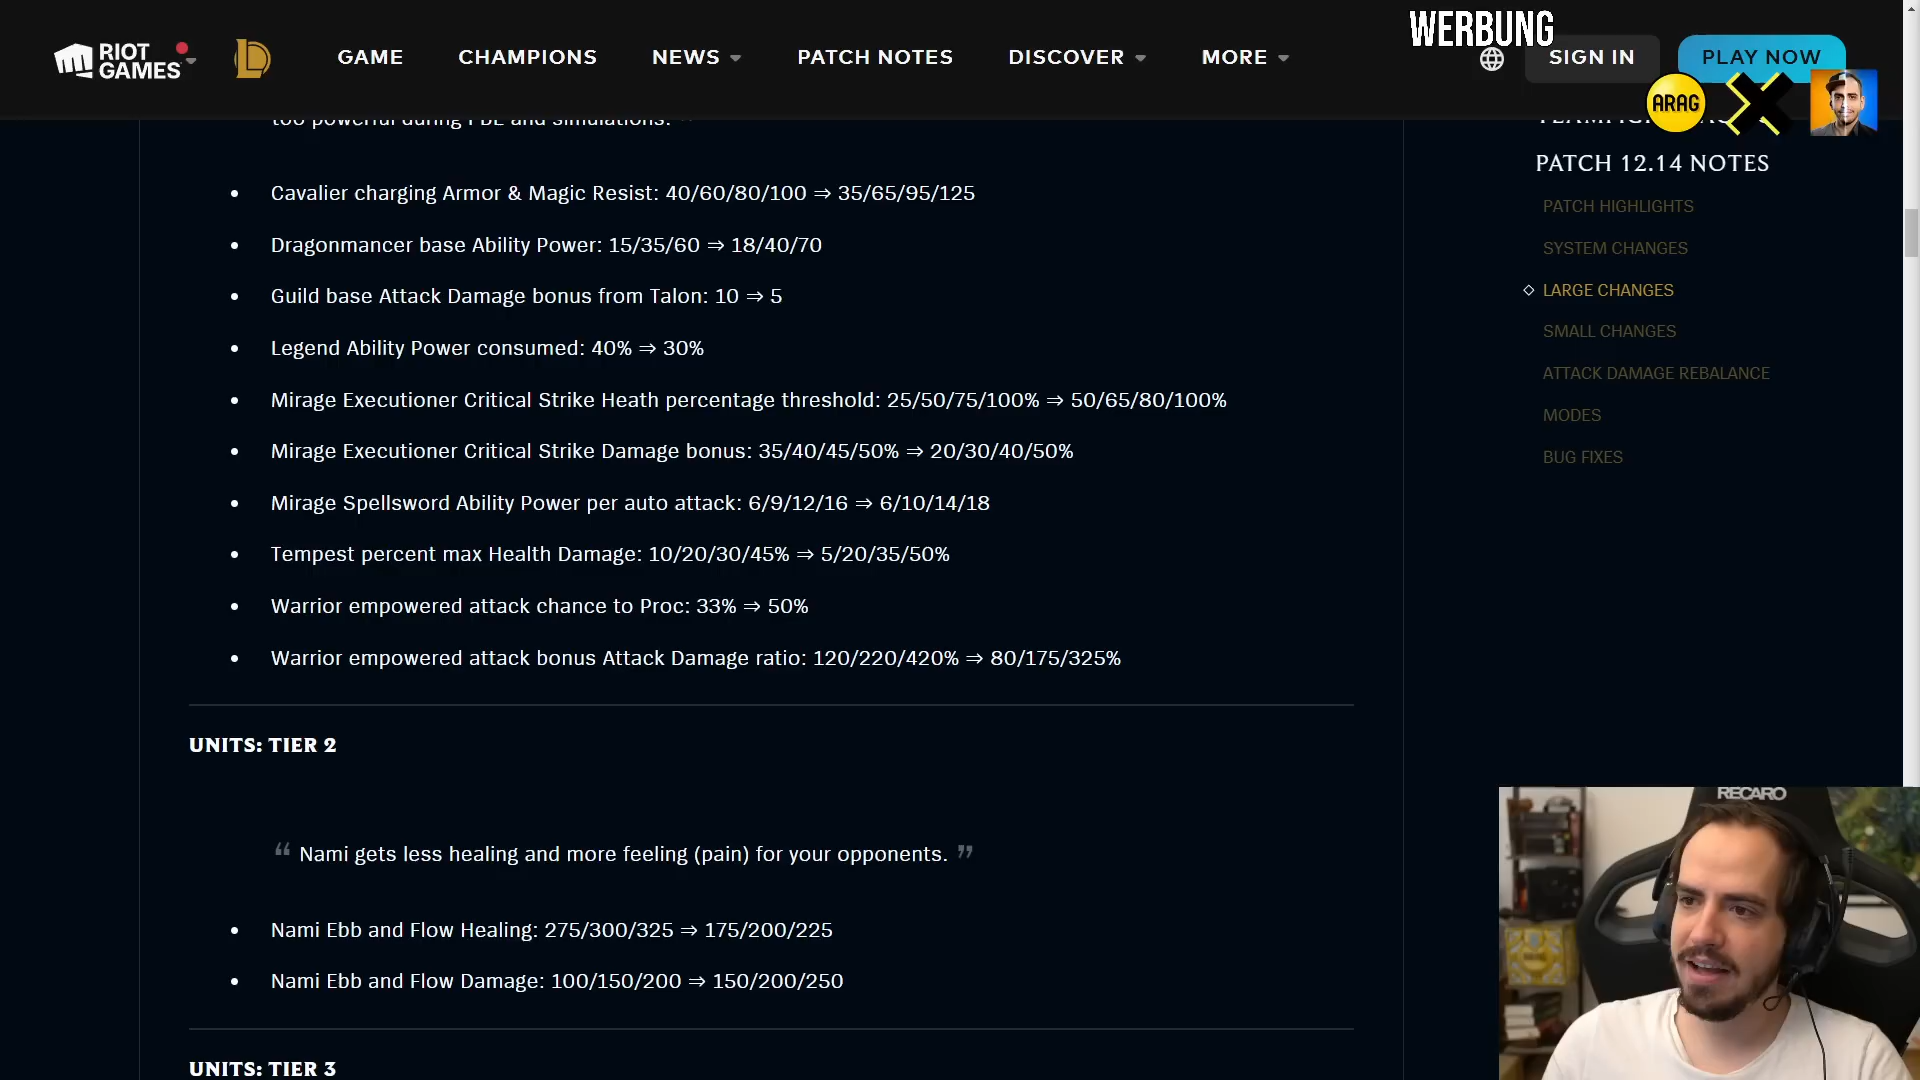 WERBUNG
RIOT GAMES
GAME
CHAMPIONS
NEWS
PATCH NOTES
DISCOVER
MORE
SIGN IN
PLAY NOW
ARAG
too powerful during PBE and simulations. ”
• Cavalier charging Armor & Magic Resist: 40/60/80/100 ⇒ 35/65/95/125
• Dragonmancer base Ability Power: 15/35/60 ⇒ 18/40/70
• Guild base Attack Damage bonus from Talon: 10 ⇒ 5
• Legend Ability Power consumed: 40% ⇒ 30%
• Mirage Executioner Critical Strike Heath percentage threshold: 25/50/75/100% ⇒ 50/65/80/100%
• Mirage Executioner Critical Strike Damage bonus: 35/40/45/50% ⇒ 20/30/40/50%
• Mirage Spellsword Ability Power per auto attack: 6/9/12/16 ⇒ 6/10/14/18
• Tempest percent max Health Damage: 10/20/30/45% ⇒ 5/20/35/50%
• Warrior empowered attack chance to Proc: 33% ⇒ 50%
• Warrior empowered attack bonus Attack Damage ratio: 120/220/420% ⇒ 80/175/325%
UNITS: TIER 2
“ Nami gets less healing and more feeling (pain) for your opponents. ”
• Nami Ebb and Flow Healing: 275/300/325 ⇒ 175/200/225
• Nami Ebb and Flow Damage: 100/150/200 ⇒ 150/200/250
UNITS: TIER 3
PATCH 12.14 NOTES
PATCH HIGHLIGHTS
SYSTEM CHANGES
LARGE CHANGES
SMALL CHANGES
ATTACK DAMAGE REBALANCE
MODES
BUG FIXES
RECARO